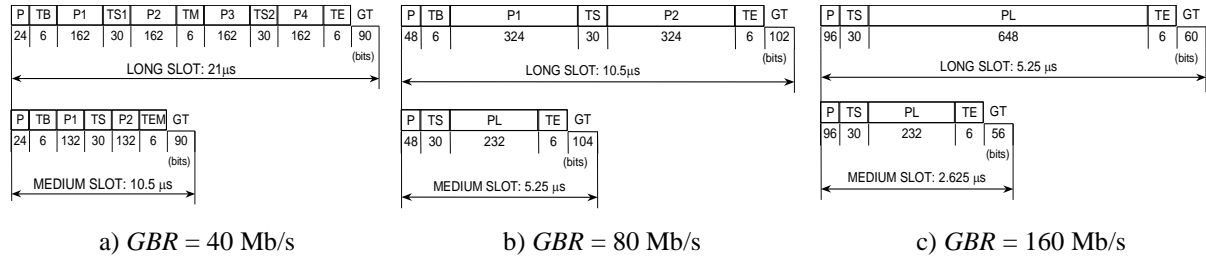 P TB P1 TS1 P2 TM P3 TS2 P4 TE GT
24 6 162 30 162 6 162 30 162 6 90
(bits)
LONG SLOT: 21μs
P TB P1 TS P2 TEM GT
24 6 132 30 132 6 90
(bits)
MEDIUM SLOT: 10.5 μs
a) GBR = 40 Mb/s
P TB P1 TS P2 TE GT
48 6 324 30 324 6 102
(bits)
LONG SLOT: 10.5μs
P TS PL TE GT
48 30 232 6 104
(bits)
MEDIUM SLOT: 5.25 μs
b) GBR = 80 Mb/s
P TS PL TE GT
96 30 648 6 60
(bits)
LONG SLOT: 5.25 μs
P TS PL TE GT
96 30 232 6 56
(bits)
MEDIUM SLOT: 2.625 μs
c) GBR = 160 Mb/s